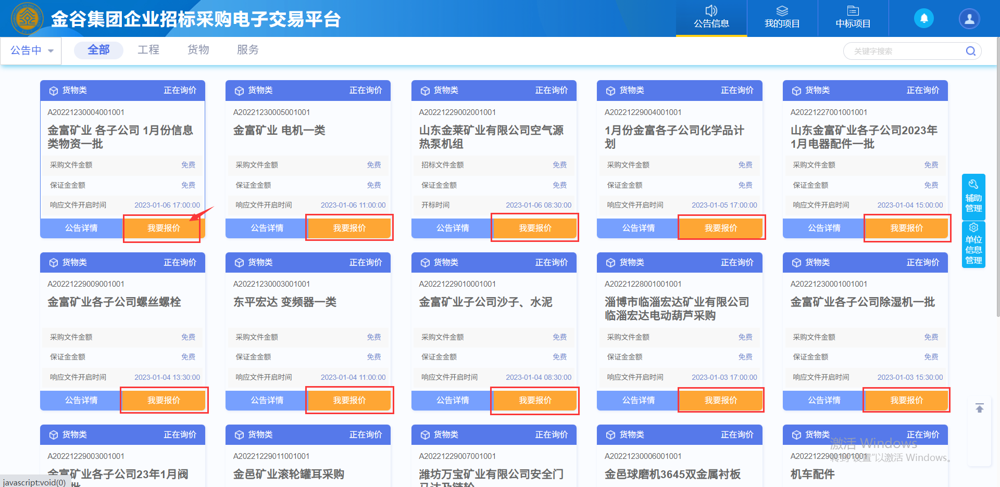 金谷集团企业招标采购电子交易平台
公告信息
我的项目
中标项目
公告中
全部
工程
货物
服务
关键字搜索
货物类 正在询价
A20221230004001001
金富矿业 各子公司 1月份信息
类物资一批
采购文件金额 免费
保证金金额 免费
响应文件开启时间 2023-01-06 17:00:00
公告详情 我要报价
货物类 正在询价
A20221230005001001
金富矿业 电机一类
采购文件金额 免费
保证金金额 免费
响应文件开启时间 2023-01-06 11:00:00
公告详情 我要报价
货物类 正在询价
A20221229002001001
山东金莱矿业有限公司空气源
热泵机组
招标文件金额 免费
保证金金额 免费
开标时间 2023-01-06 08:30:00
公告详情 我要报价
货物类 正在询价
A20221229004001001
1月份金富各子公司化学品计
划
采购文件金额 免费
保证金金额 免费
响应文件开启时间 2023-01-05 17:00:00
公告详情 我要报价
货物类 正在询价
A20221227001001001
山东金富矿业各子公司2023年
1月电器配件一批
采购文件金额 免费
保证金金额 免费
响应文件开启时间 2023-01-04 15:00:00
公告详情 我要报价
辅助
管理
单位
信息
管理
货物类 正在询价
A20221229009001001
金富矿业各子公司螺丝螺栓
采购文件金额 免费
保证金金额 免费
响应文件开启时间 2023-01-04 13:30:00
公告详情 我要报价
货物类 正在询价
A20221230003001001
东平宏达 变频器一类
采购文件金额 免费
保证金金额 免费
响应文件开启时间 2023-01-04 11:00:00
公告详情 我要报价
货物类 正在询价
A20221229010001001
金富矿业子公司沙子、水泥
采购文件金额 免费
保证金金额 免费
响应文件开启时间 2023-01-04 08:30:00
公告详情 我要报价
货物类 正在询价
A20221228001001001
淄博市临淄宏达矿业有限公司
临淄宏达电动葫芦采购
采购文件金额 免费
保证金金额 免费
响应文件开启时间 2023-01-03 17:00:00
公告详情 我要报价
货物类 正在询价
A20221230001001001
金富矿业各子公司除湿机一批
采购文件金额 免费
保证金金额 免费
响应文件开启时间 2023-01-03 15:30:00
公告详情 我要报价
货物类 正在询价
A20221229003001001
金富矿业各子公司23年1月阀
批
货物类 正在询价
A20221229011001001
金邑矿业滚轮罐耳采购
货物类 正在询价
A20221229007001001
潍坊万宝矿业有限公司安全门
马达及链轮
货物类 正在询价
A20221230006001001
金邑球磨机3645双金属衬板
货物类 正在询价
A20221229001001001
机车配件
激活 Windows
转到“设置”以激活 Windows。
javascript:void(0)